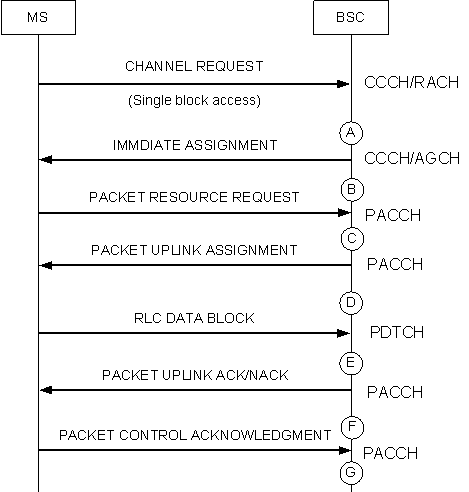 MS BSC
CHANNEL REQUEST
(Single block access)
CCCH/RACH
A
IMMDIATE ASSIGNMENT
CCCH/AGCH
B
PACKET RESOURCE REQUEST
PACCH
C
PACKET UPLINK ASSIGNMENT
PACCH
D
RLC DATA BLOCK
PDTCH
E
PACKET UPLINK ACK/NACK
PACCH
F
PACKET CONTROL ACKNOWLEDGMENT
PACCH
G